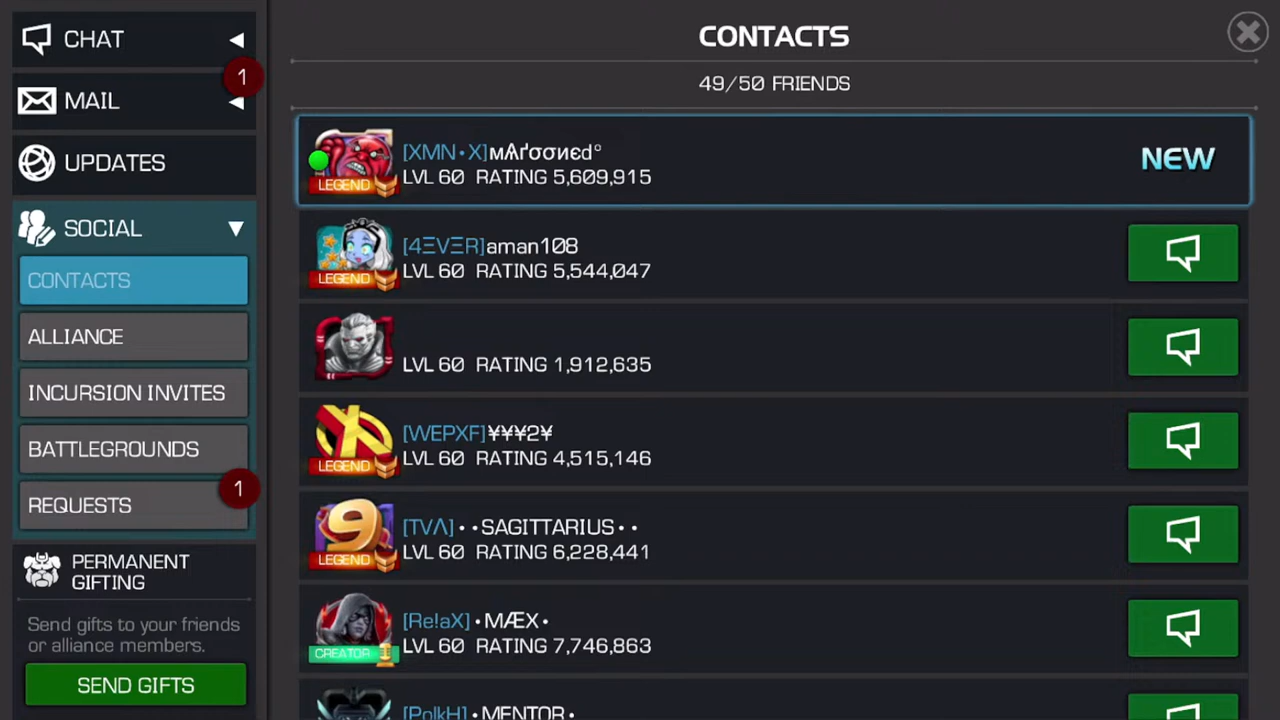 CHAT
1
MAIL
UPDATES
SOCIAL
CONTACTS
ALLIANCE
INCURSION INVITES
BATTLEGROUNDS
1
REQUESTS
PERMANENT
GIFTING
Send gifts to your friends
or alliance members.
SEND GIFTS
CONTACTS
49/50 FRIENDS
[XMN•X]мѦѓσσиєd°
LVL 60 RATING 5,609,915
LEGEND
NEW
[4ΞVΞR]aman108
LVL 60 RATING 5,544,047
LEGEND
LVL 60 RATING 1,912,635
[WEPXF]¥¥¥2¥
LVL 60 RATING 4,515,146
LEGEND
9
[TVΛ]••SAGITTARIUS••
LVL 60 RATING 6,228,441
LEGEND
[Re!aX]•MÆX•
LVL 60 RATING 7,746,863
CREATOR
[PolkH]•MENTOR•